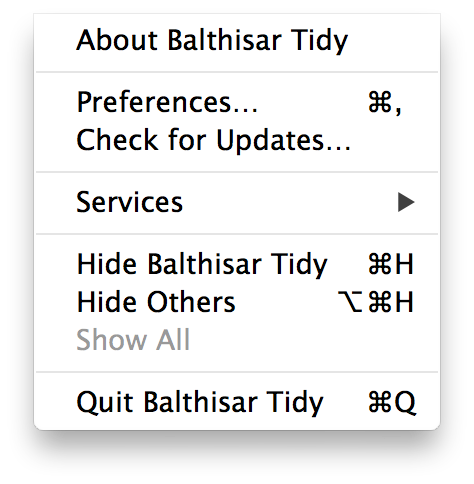 About Balthisar Tidy
Preferences… ⌘,
Check for Updates…
Services ▶
Hide Balthisar Tidy ⌘H
Hide Others ⌥⌘H
Show All
Quit Balthisar Tidy ⌘Q